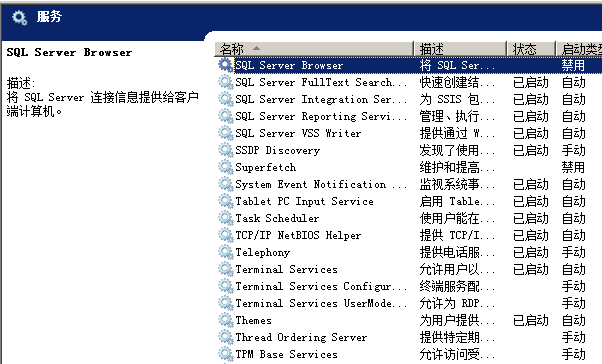 服务
SQL Server Browser
描述:
将 SQL Server 连接信息提供给客户
端计算机。
名称 描述 状态 启动类型
SQL Server Browser 将 SQL Ser... 禁用
SQL Server FullText Search... 快速创建结... 已启动 自动
SQL Server Integration Ser... 为 SSIS 包... 已启动 自动
SQL Server Reporting Servi... 管理、执行... 已启动 自动
SQL Server VSS Writer 提供通过 W... 已启动 自动
SSDP Discovery 发现了使用... 已启动 手动
Superfetch 维护和提高... 禁用
System Event Notification ... 监视系统事... 已启动 自动
Tablet PC Input Service 启用 Table... 已启动 自动
Task Scheduler 使用户能在... 已启动 自动
TCP/IP NetBIOS Helper 提供 TCP/I... 已启动 自动
Telephony 提供电话服... 已启动 手动
Terminal Services 允许用户以... 已启动 自动
Terminal Services Configur... 终端服务配... 手动
Terminal Services UserMode... 允许为 RDP... 手动
Themes 为用户提供... 已启动 自动
Thread Ordering Server 提供特定期... 手动
TPM Base Services 允许访问受... 手动